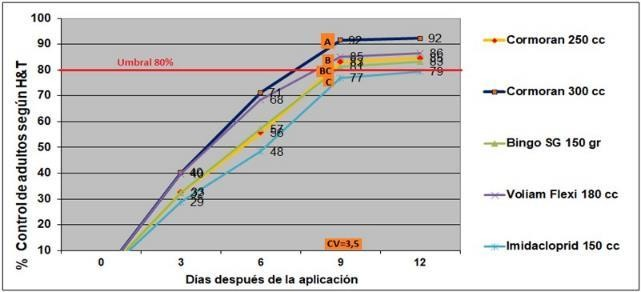 % Control de adultos según H&T
100
90
80
70
60
50
40
30
20
10
Umbral 80%
A
B
BC
C
92
92
85
86
83
85
81
83
77
79
71
68
57
56
48
40
40
33
29
CV=3,5
0
3
6
9
12
Días después de la aplicación
Cormoran 250 cc
Cormoran 300 cc
Bingo SG 150 gr
Voliam Flexi 180 cc
Imidacloprid 150 cc